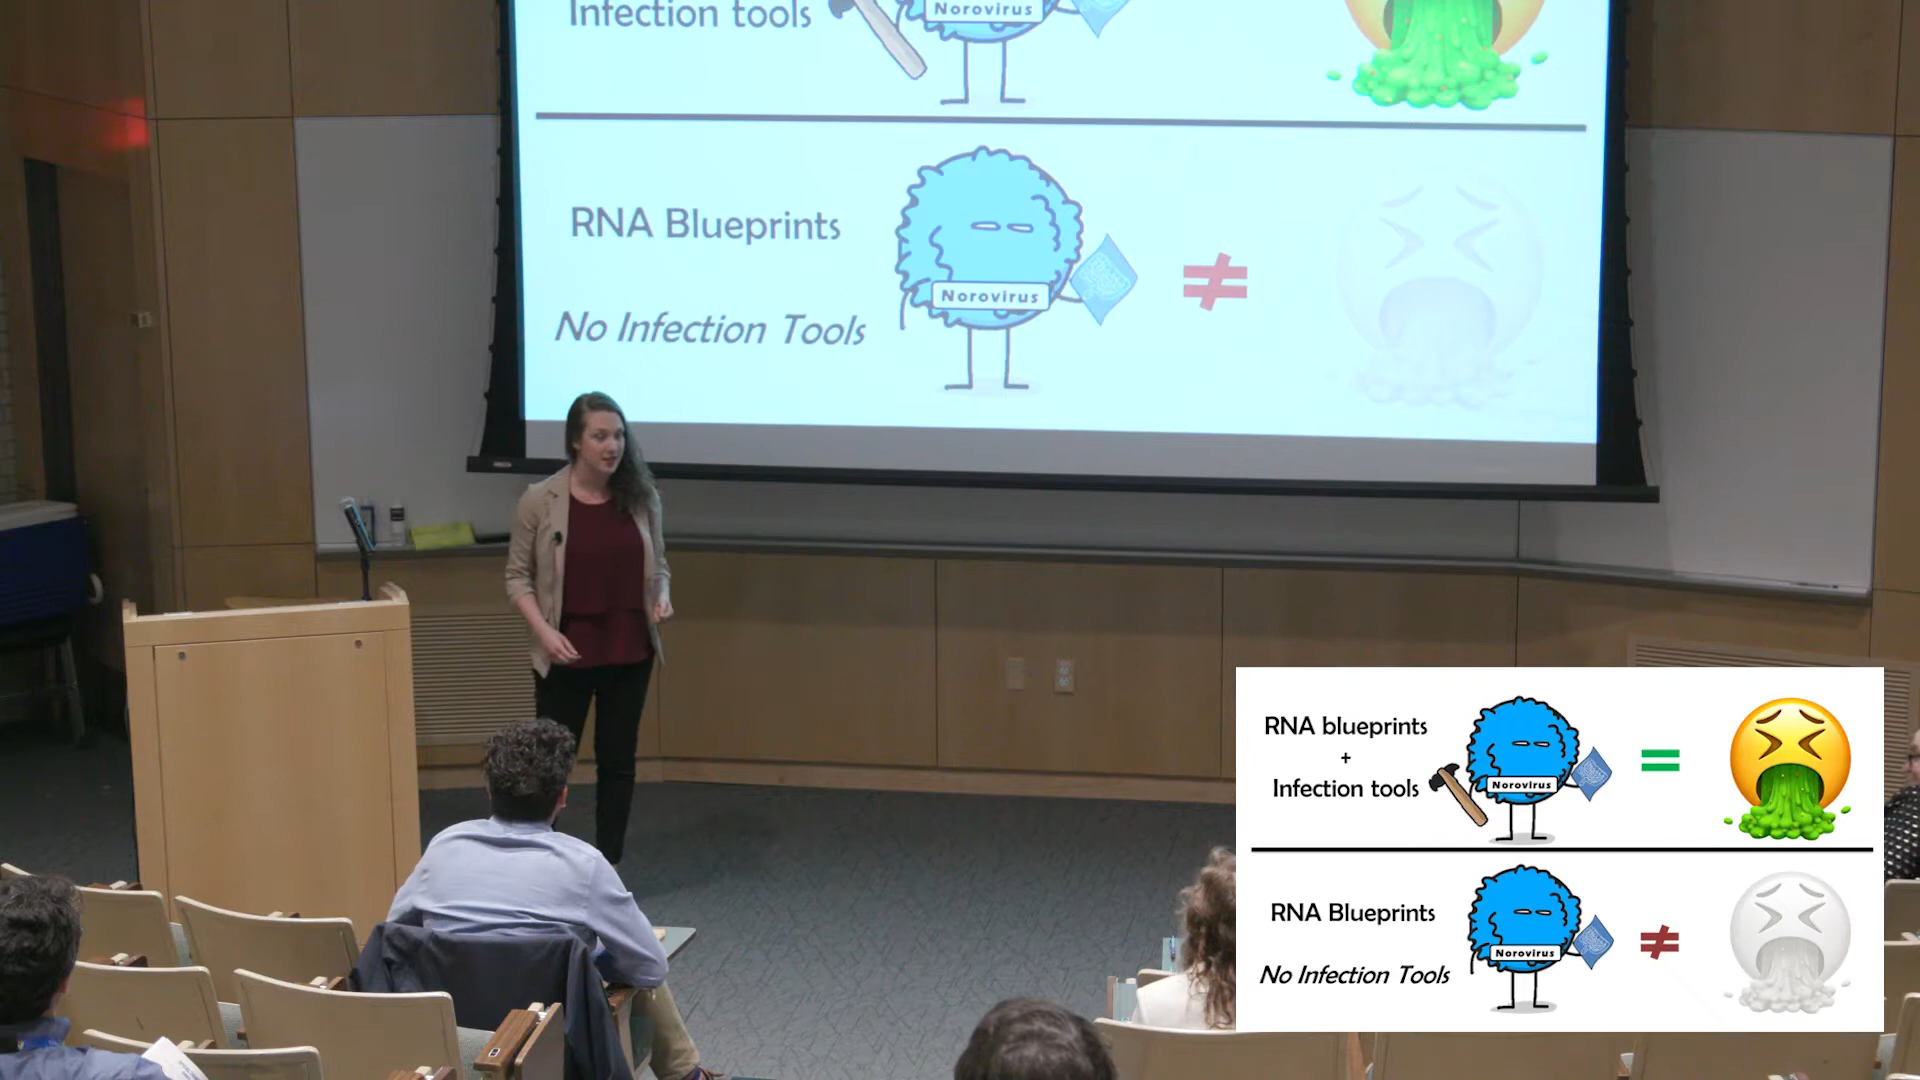 Infection tools
Norovirus
RNA Blueprints
Norovirus
≠
No Infection Tools
RNA blueprints
+
Infection tools
Norovirus
=
RNA Blueprints
Norovirus
≠
No Infection Tools